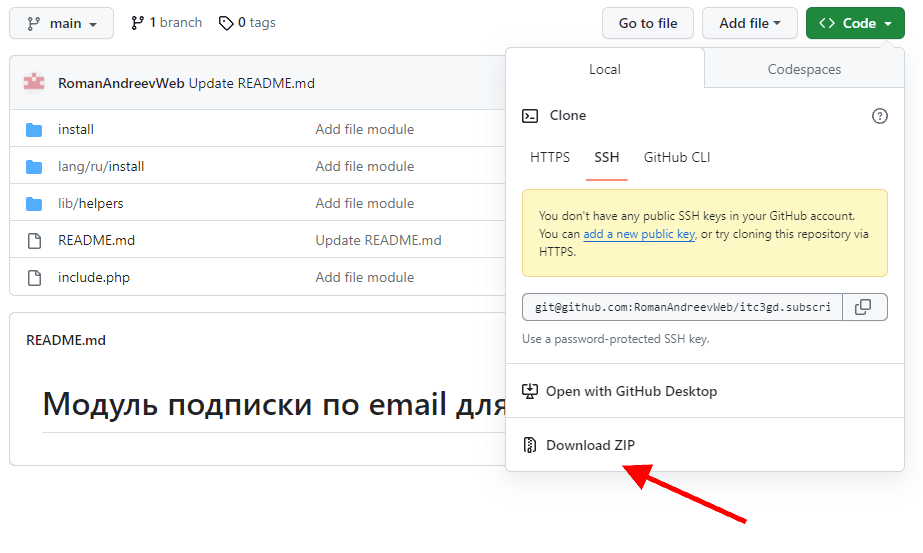 main
1 branch
0 tags
Go to file
Add file
Code
RomanAndreevWeb Update README.md
install
Add file module
lang/ru/install
Add file module
lib/helpers
Add file module
README.md
Update README.md
include.php
Add file module
README.md
Модуль подписки по email для
Local
Codespaces
Clone
HTTPS
SSH
GitHub CLI
You don't have any public SSH keys in your GitHub account.
You can add a new public key, or try cloning this repository via
HTTPS.
git@github.com:RomanAndreevWeb/itc3gd.subscri
Use a password-protected SSH key.
Open with GitHub Desktop
Download ZIP